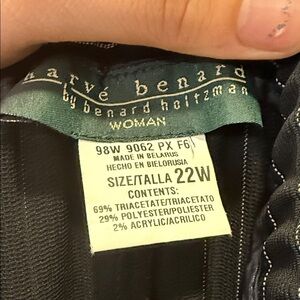 harvé benard
by benard holtzman
WOMAN
98W 9062 PX F6
MADE IN BELARUS
HECHO EN BIELORUSIA
SIZE/TALLA 22W
CONTENTS:
69% TRIACETATE/TRIACETATO
29% POLYESTER/POLIESTER
2% ACRYLIC/ACRILICO